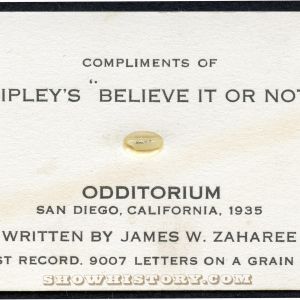 COMPLIMENTS OF
IPLEY'S "BELIEVE IT OR NOT
ODDITORIUM
SAN DIEGO, CALIFORNIA, 1935
WRITTEN BY JAMES W. ZAHAREE
ST RECORD. 9007 LETTERS ON A GRAIN
SHOWHISTORY.COM